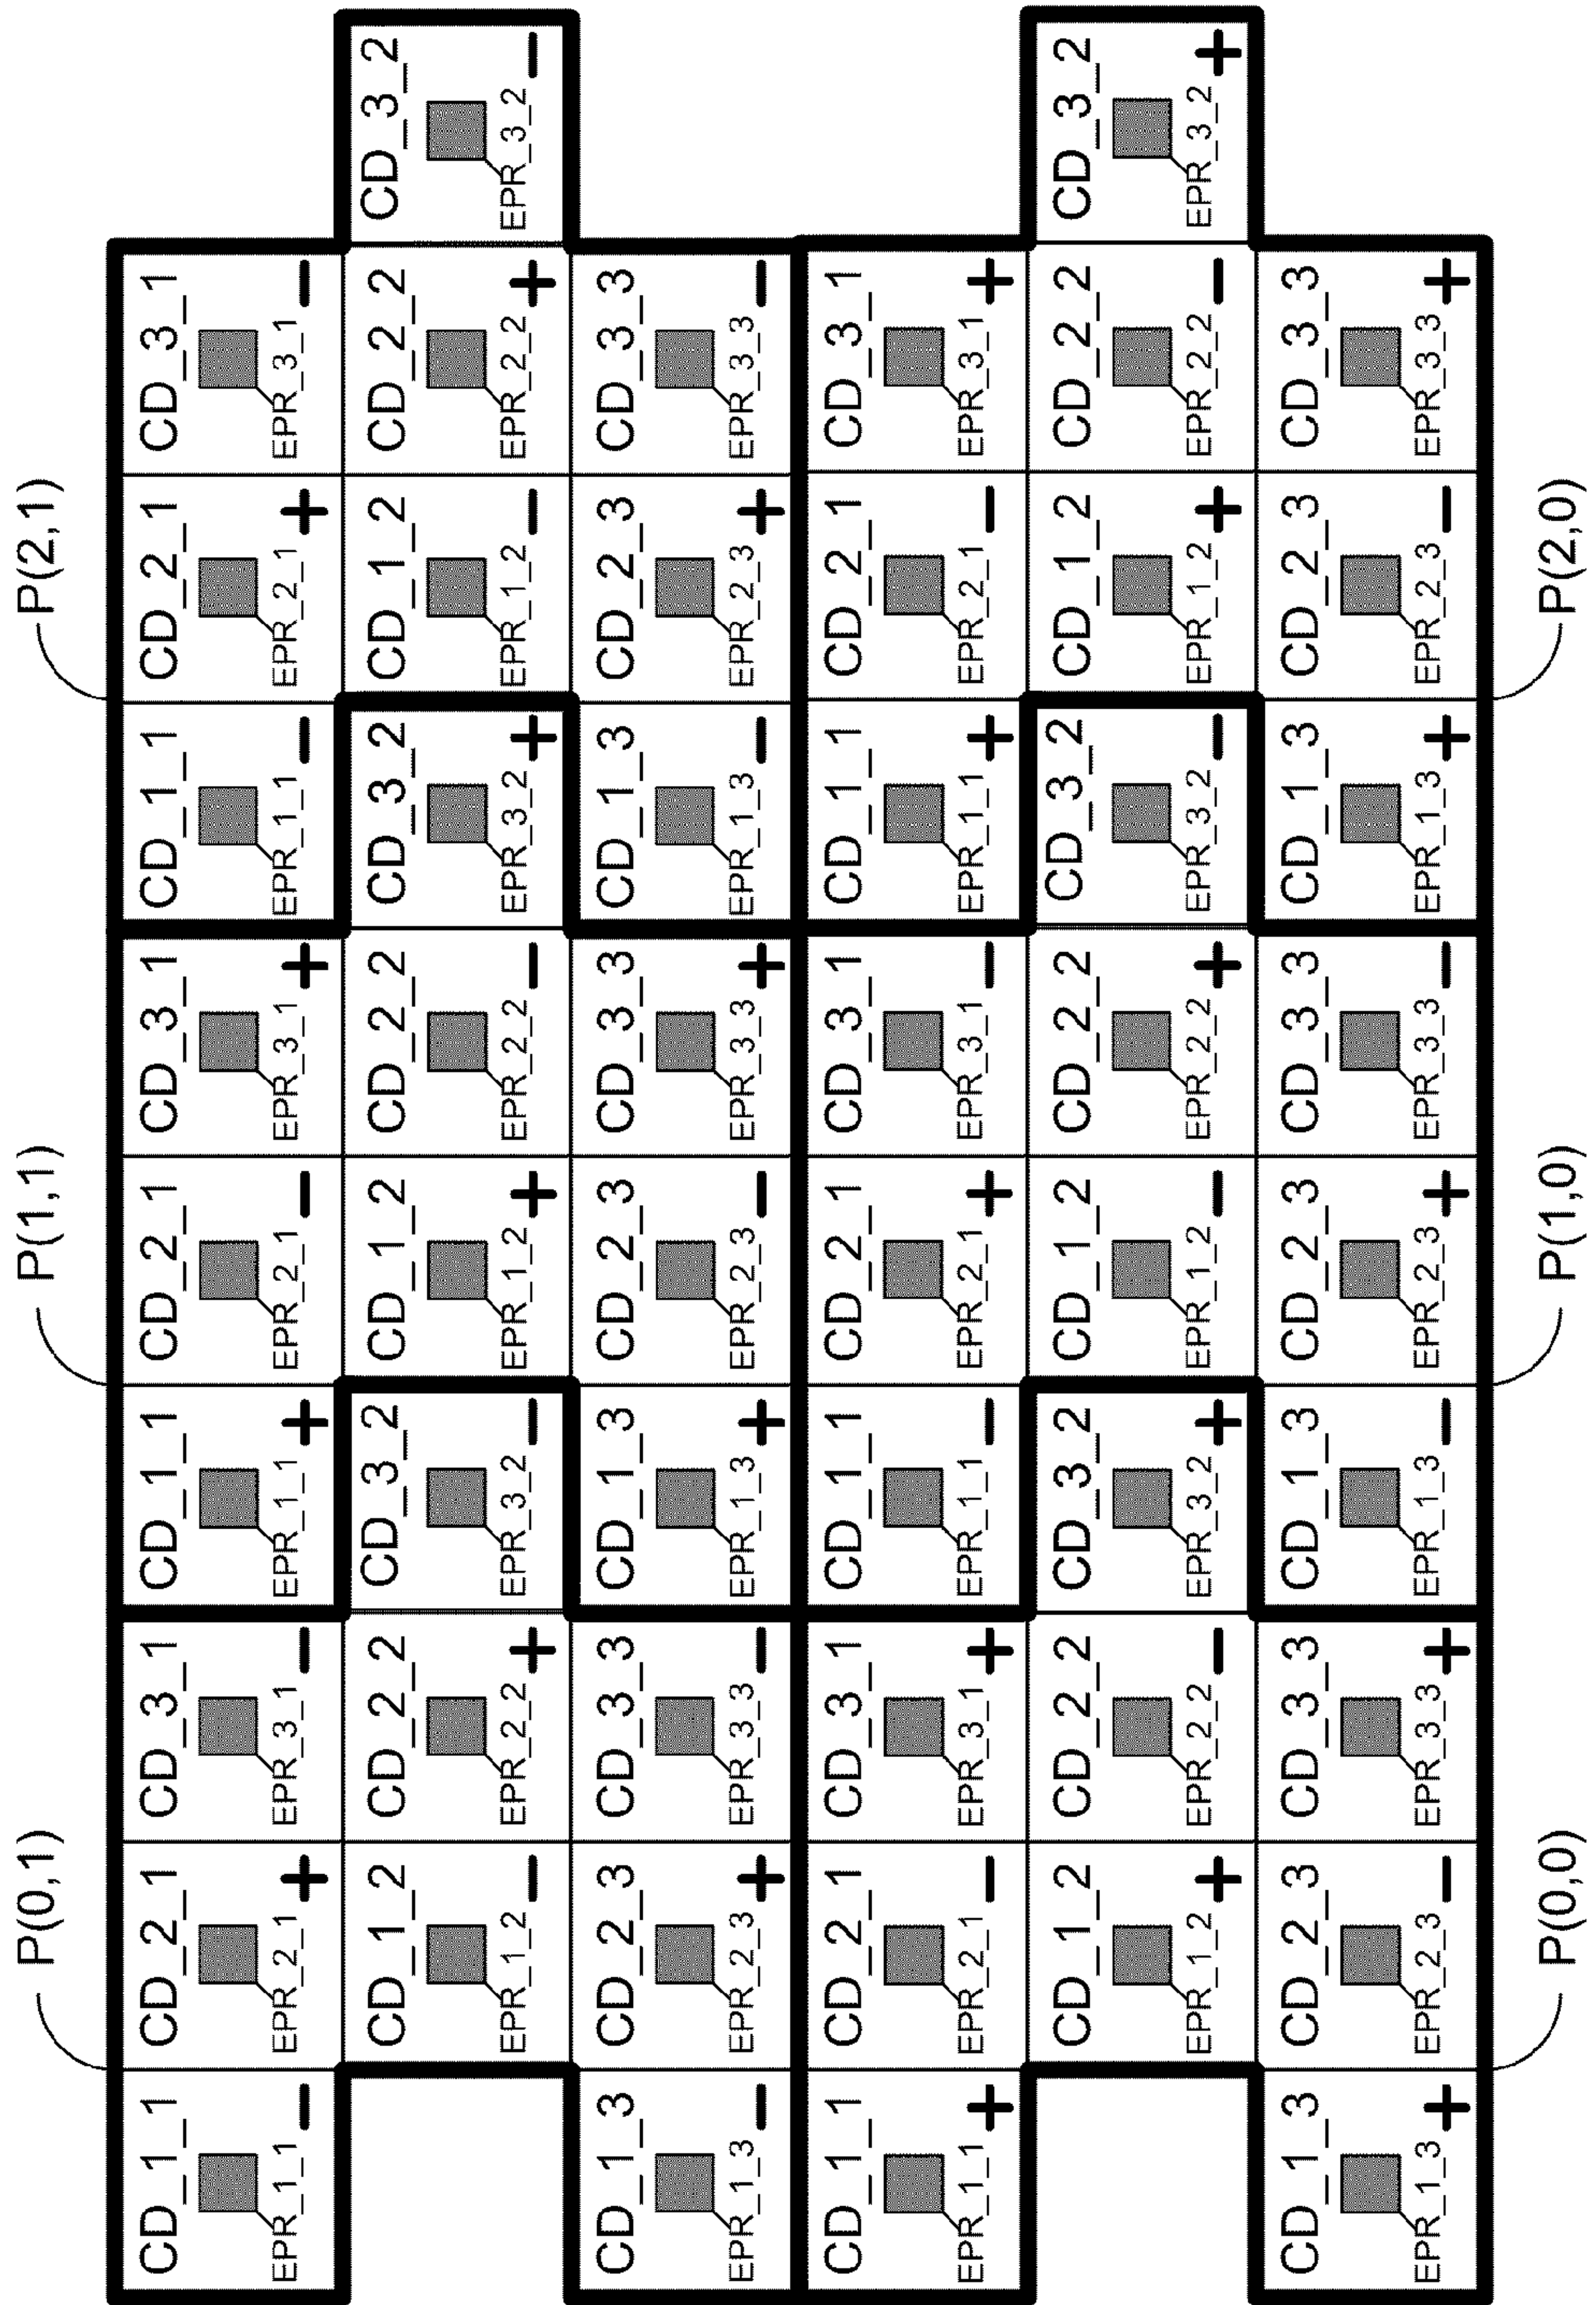 P(0,1) P(1,1) P(2,1)
CD_1_1 CD_2_1 CD_3_1 CD_1_1 CD_2_1 CD_3_1 CD_1_1 CD_2_1 CD_3_1
EPR_1_1 − EPR_2_1 + EPR_3_1 − EPR_1_1 + EPR_2_1 − EPR_3_1 + EPR_1_1 − EPR_2_1 + EPR_3_1 −
CD_1_2 CD_2_2 CD_3_2 CD_1_2 CD_2_2 CD_3_2 CD_1_2 CD_2_2 CD_3_2
EPR_1_2 − EPR_2_2 + EPR_3_2 − EPR_1_2 + EPR_2_2 − EPR_3_2 + EPR_1_2 − EPR_2_2 + EPR_3_2 −
CD_1_3 CD_2_3 CD_3_3 CD_1_3 CD_2_3 CD_3_3 CD_1_3 CD_2_3 CD_3_3
EPR_1_3 − EPR_2_3 + EPR_3_3 − EPR_1_3 + EPR_2_3 − EPR_3_3 + EPR_1_3 − EPR_2_3 + EPR_3_3 −
CD_1_1 CD_2_1 CD_3_1 CD_1_1 CD_2_1 CD_3_1 CD_1_1 CD_2_1 CD_3_1
EPR_1_1 + EPR_2_1 − EPR_3_1 + EPR_1_1 − EPR_2_1 + EPR_3_1 − EPR_1_1 + EPR_2_1 − EPR_3_1 +
CD_1_2 CD_2_2 CD_3_2 CD_1_2 CD_2_2 CD_3_2 CD_1_2 CD_2_2 CD_3_2
EPR_1_2 + EPR_2_2 − EPR_3_2 + EPR_1_2 − EPR_2_2 + EPR_3_2 − EPR_1_2 + EPR_2_2 − EPR_3_2 +
CD_1_3 CD_2_3 CD_3_3 CD_1_3 CD_2_3 CD_3_3 CD_1_3 CD_2_3 CD_3_3
EPR_1_3 + EPR_2_3 − EPR_3_3 + EPR_1_3 − EPR_2_3 + EPR_3_3 − EPR_1_3 + EPR_2_3 − EPR_3_3 +
P(0,0) P(1,0) P(2,0)